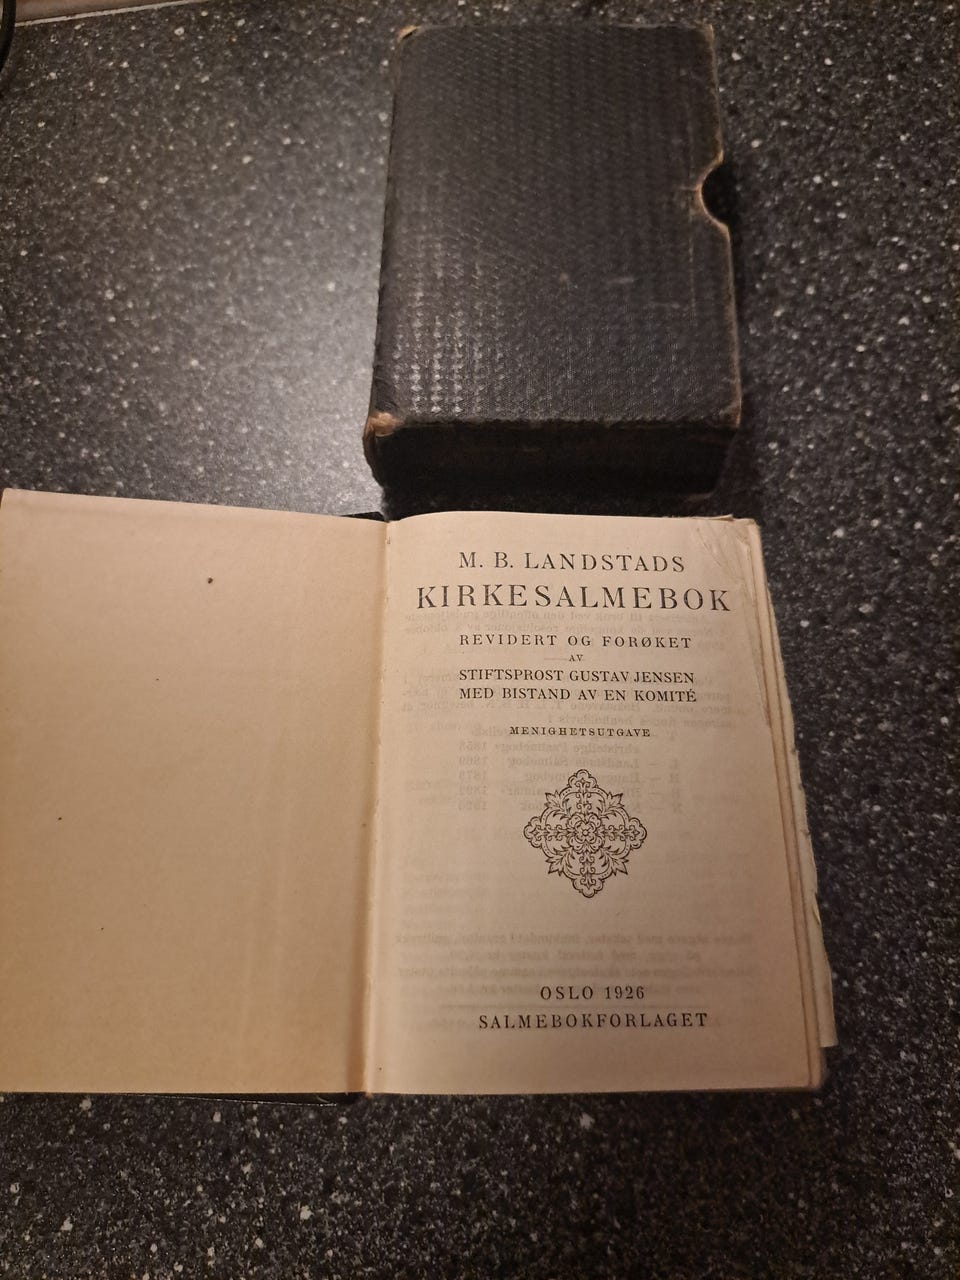 M. B. LANDSTADS
KIRKESALMEBOK
REVIDERT OG FORØKET
AV
STIFTSPROST GUSTAV JENSEN
MED BISTAND AV EN KOMITÉ
MENIGHETSUTGAVE
OSLO 1926
SALMEBOKFORLAGET